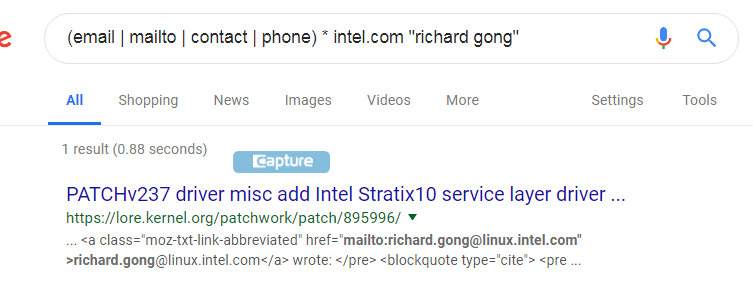 e
(email | mailto | contact | phone) * intel.com "richard gong"
All Shopping News Images Videos More Settings Tools
1 result (0.88 seconds)
Capture
PATCHv237 driver misc add Intel Stratix10 service layer driver ...
https://lore.kernel.org/patchwork/patch/895996/
... <a class="moz-txt-link-abbreviated" href="mailto:richard.gong@linux.intel.com"
>richard.gong@linux.intel.com</a> wrote: </pre> <blockquote type="cite"> <pre ...